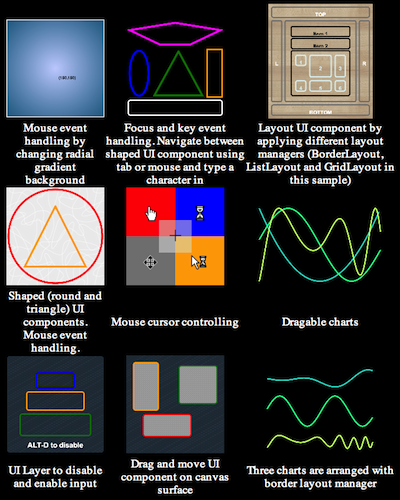 (180 / 80)
TOP
Main 1
Main 2
L
R
BOTTOM
Mouse event
handling by
changing radial
gradient
background
Focus and key event
handling. Navigate between
shaped UI component using
tab or mouse and type a
character in
Layout UI component by
applying different layout
managers (BorderLayout,
ListLayout and GridLayout in
this sample)
Shaped (round and
triangle) UI
components.
Mouse event
handling.
Mouse cursor controlling
Dragable charts
ALT-D to disable
UI Layer to disable
and enable input
Drag and move UI
component on canvas
surface
Three charts are arranged with
border layout manager